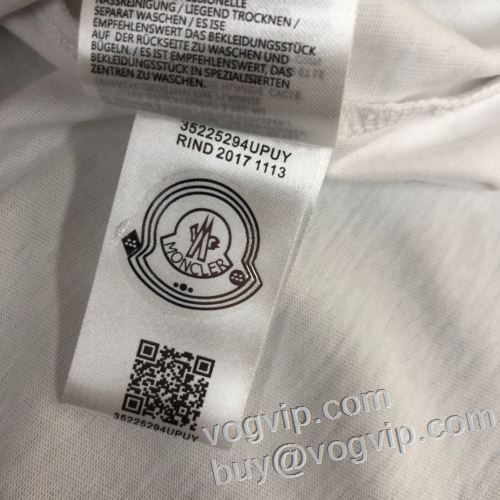 NASSREINIGUNG / LIEGEND TROCKNEN /
SEPARAT WASCHEN / ES ISE
EMPFEHLENSWERT DAS BEKLEIDUNGSSTÜCK
AUF DER RÜCKSEITE ZU WASCHEN UND
BÜGELN. / ES IST EMPFEHLENSWERT DAS
BEKLEIDUNGSSTÜCK IN SPEZIALISIERTEN
ZENTREN ZU WASCHEN.
35225294UPUY
RIND 2017 1113
MONCLER
35225294UPUY
vogvip.com
buy@vogvip.com